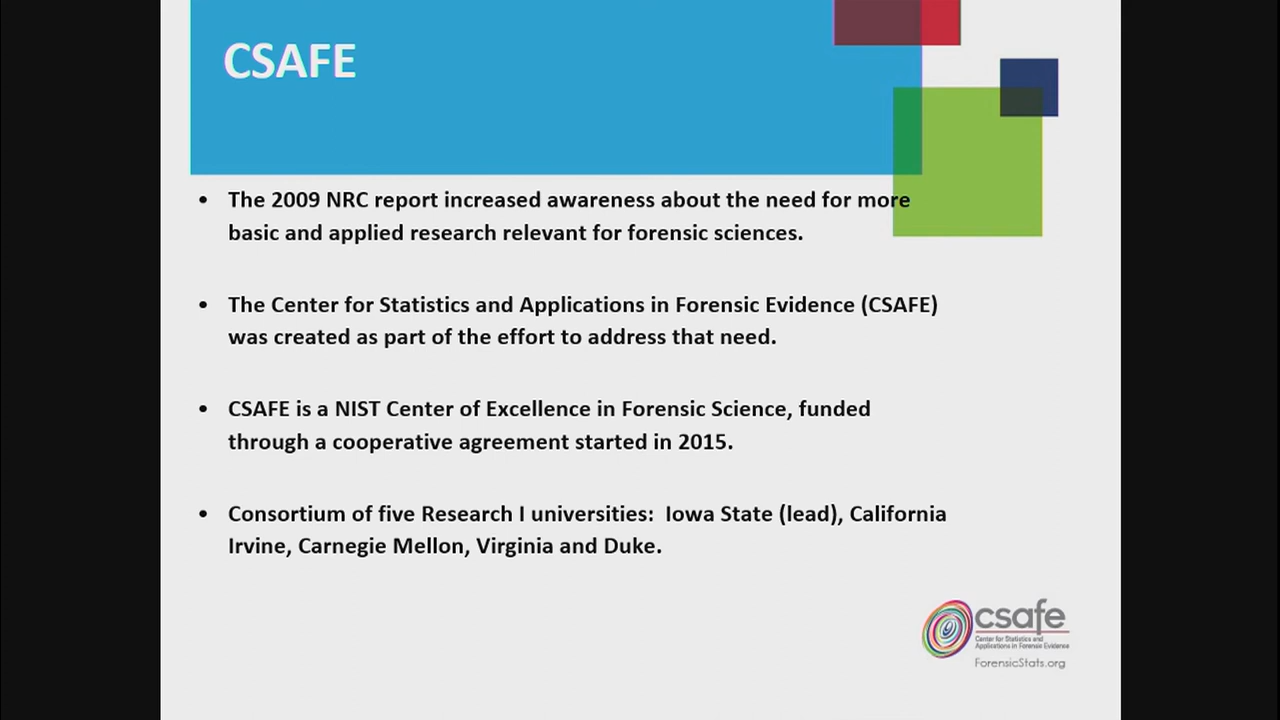 CSAFE
• The 2009 NRC report increased awareness about the need for more
basic and applied research relevant for forensic sciences.
• The Center for Statistics and Applications in Forensic Evidence (CSAFE)
was created as part of the effort to address that need.
• CSAFE is a NIST Center of Excellence in Forensic Science, funded
through a cooperative agreement started in 2015.
• Consortium of five Research I universities:  Iowa State (lead), California
Irvine, Carnegie Mellon, Virginia and Duke.
csafe
Center for Statistics and
Applications in Forensic Evidence
ForensicStats.org